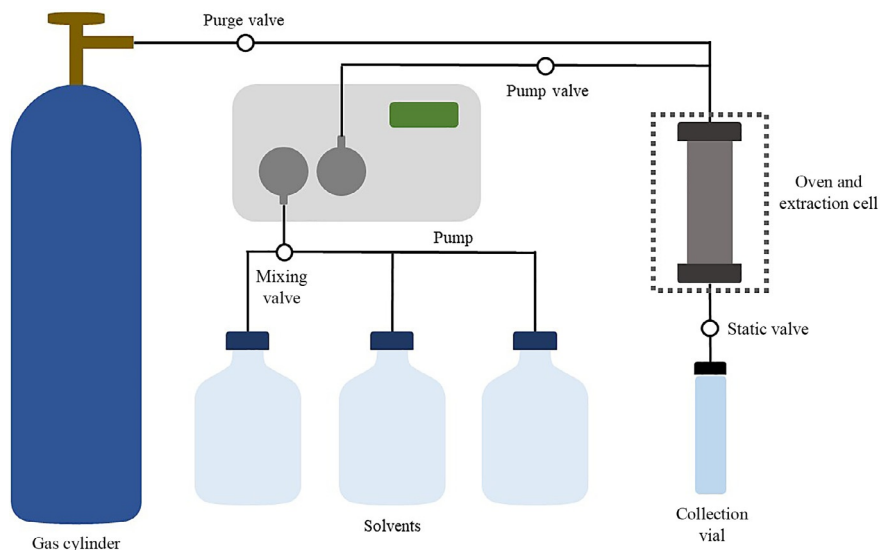 Purge valve
Pump valve
Oven and
extraction cell
Pump
Mixing
valve
Static valve
Solvents
Collection
vial
Gas cylinder